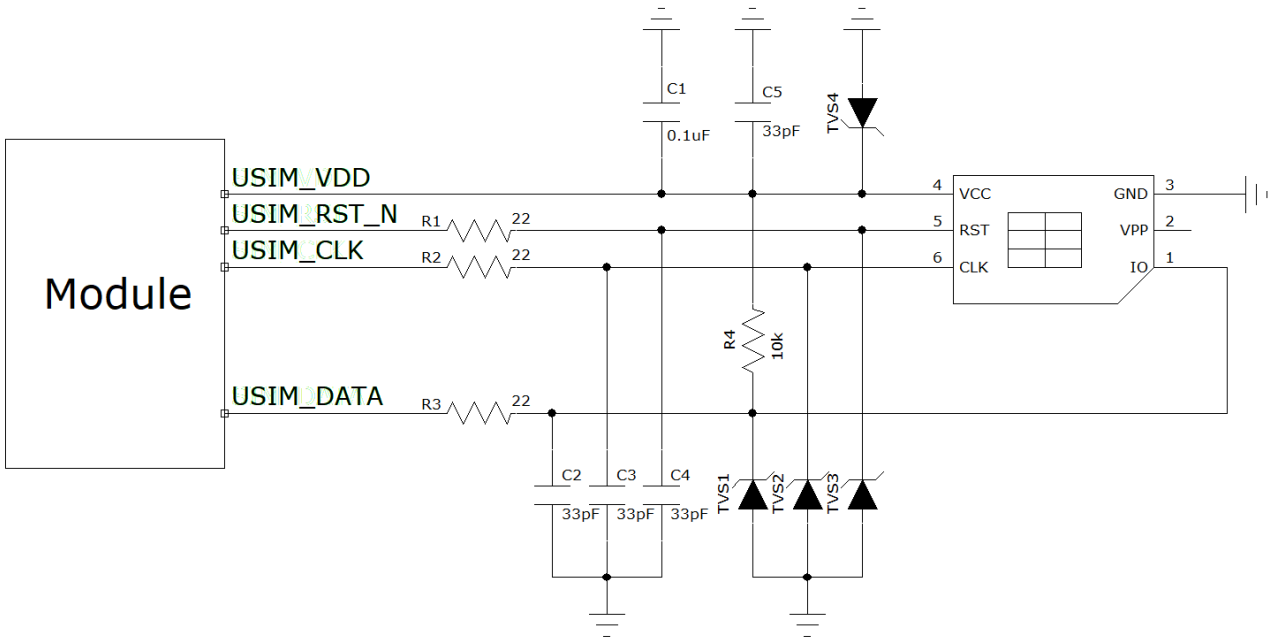 C1
0.1uF
C5
33pF
TVS4
USIM_VDD
USIM_RST_N
R1
22
USIM_CLK
R2
22
Module
4
VCC
GND
3
5
RST
VPP
2
6
CLK
IO
1
R4
10k
USIM_DATA
R3
22
C2
33pF
C3
33pF
C4
33pF
TVS1
TVS2
TVS3